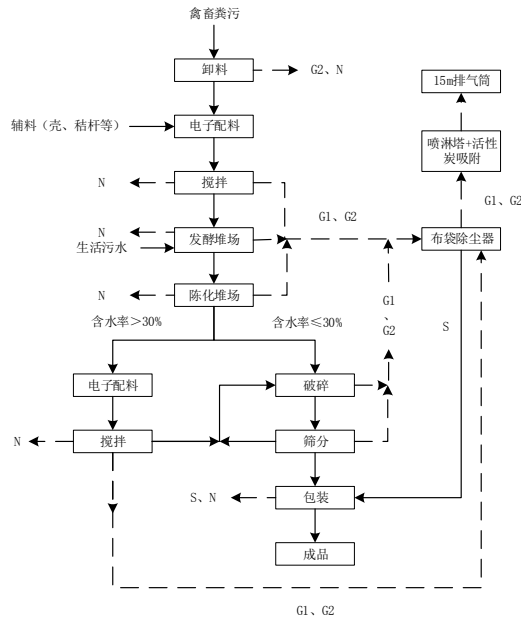 禽畜粪污
卸料
G2、N
15m排气筒
辅料（壳、秸杆等）
电子配料
喷淋塔+活性
炭吸附
N
搅拌
G1、G2
N
发酵堆场
G1、G2
布袋除尘器
生活污水
N
陈化堆场
G1
、
G2
S
含水率＞30%
含水率≤30%
电子配料
破碎
N
搅拌
筛分
S、N
包装
成品
G1、G2